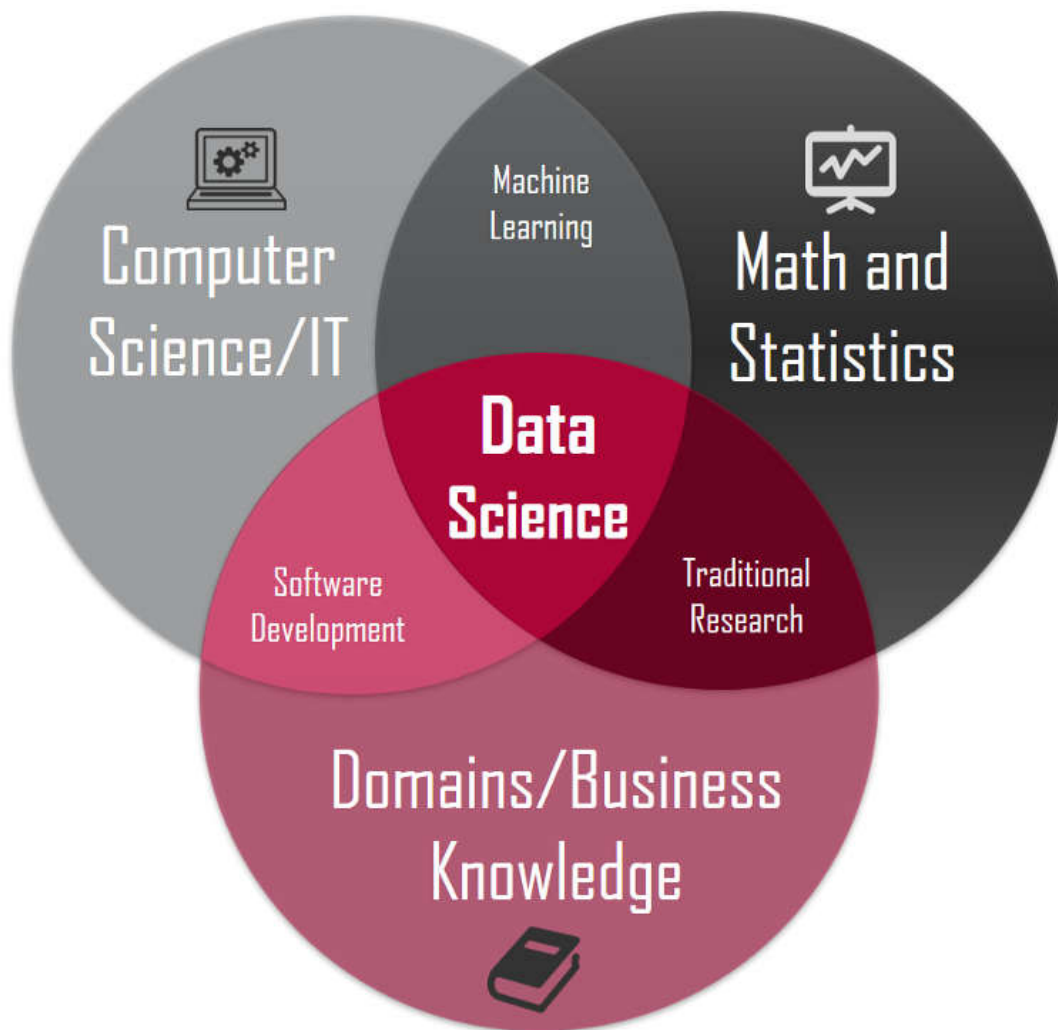 Machine
Learning
Computer
Science/IT
Math and
Statistics
Data
Science
Software
Development
Traditional
Research
Domains/Business
Knowledge